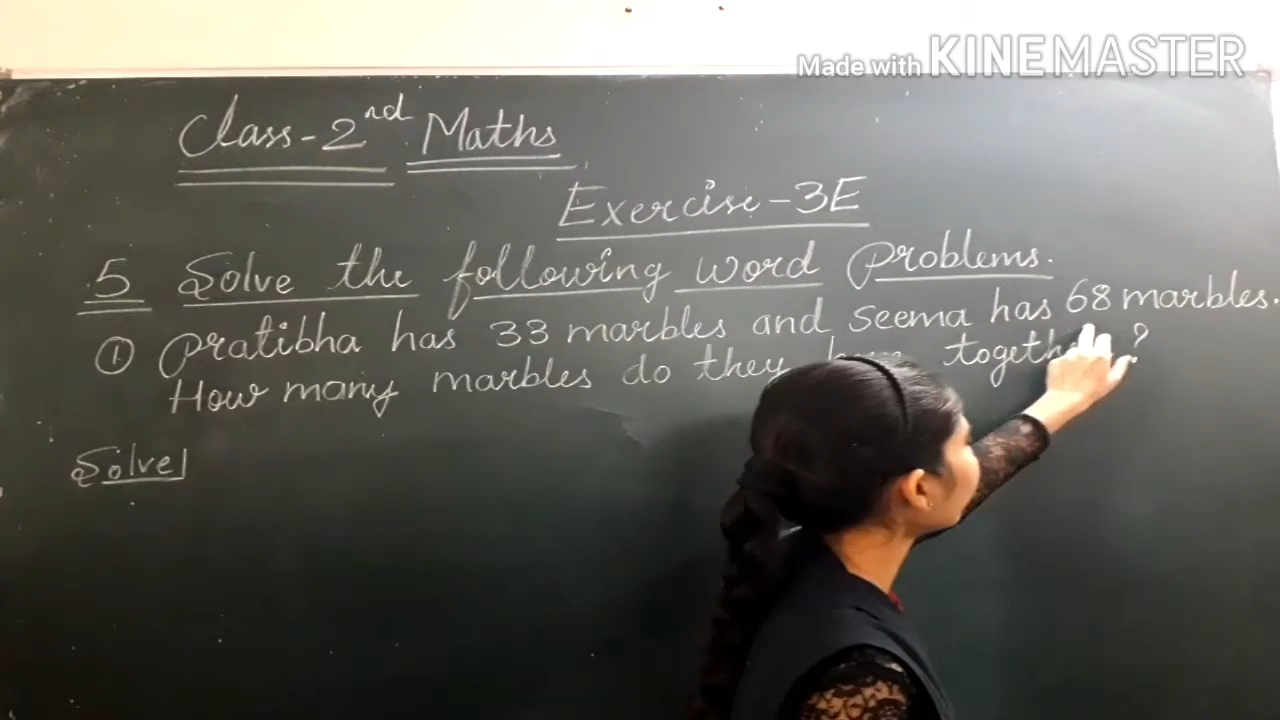 Made with KINEMASTER
Class-2nd Maths
Exercise-3E
5 Solve the following word problems.
① Pratibha has 33 marbles and Seema has 68 marbles.
How many marbles do they together?
Solve